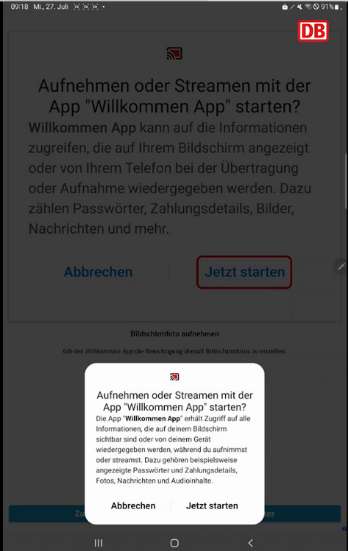 09:18 Mi., 27. Juli
91%
DB
Aufnehmen oder Streamen mit der
App "Willkommen App" starten?
Willkommen App kann auf die Informationen
zugreifen, die auf Ihrem Bildschirm angezeigt
oder von Ihrem Telefon bei der Übertragung
oder Aufnahme wiedergegeben werden. Dazu
zählen Passwörter, Zahlungsdetails, Bilder,
Nachrichten und mehr.
Abbrechen Jetzt starten
Bildschirmfoto aufnehmen
Gib der Willkommen App die Berechtigung überall Bildschirmfotos zu erstellen.
Aufnehmen oder Streamen mit der
App "Willkommen App" starten?
Die App "Willkommen App" erhält Zugriff auf alle
Informationen, die auf deinem Bildschirm
sichtbar sind oder von deinem Gerät
wiedergegeben werden, während du aufnimmst
oder streamst. Dazu gehören beispielsweise
angezeigte Passwörter und Zahlungsdetails,
Fotos, Nachrichten und Audioinhalte.
Abbrechen Jetzt starten